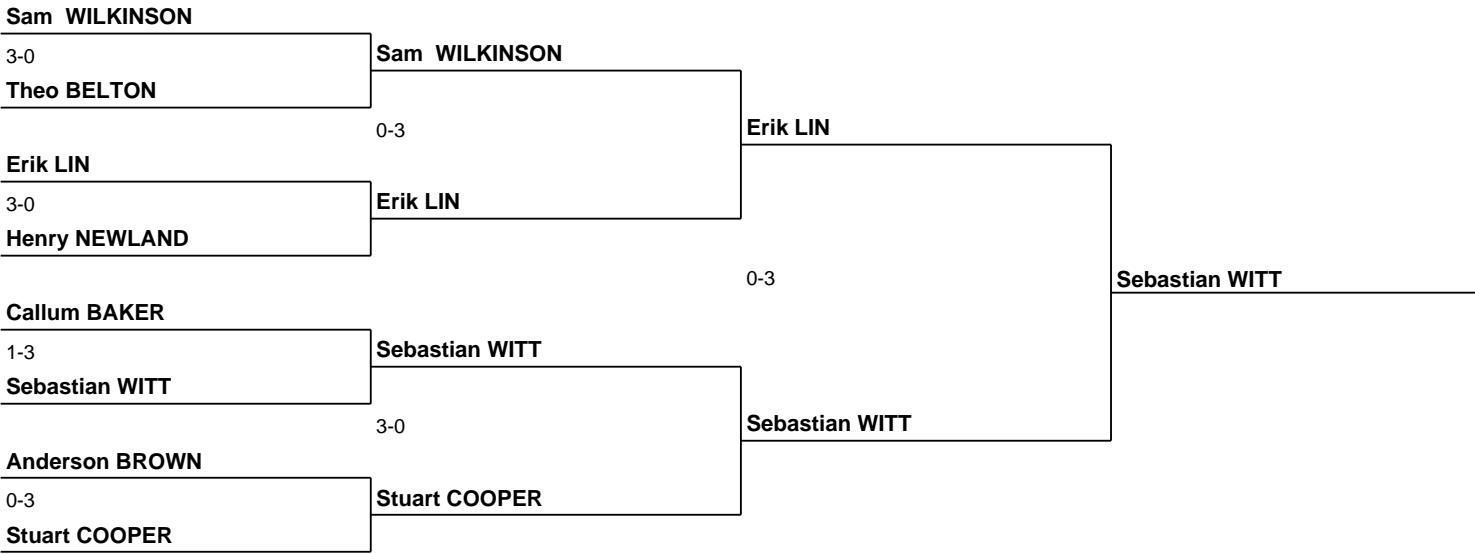 Sam  WILKINSON
3-0
Theo BELTON
Sam  WILKINSON
0-3
Erik LIN
3-0
Henry NEWLAND
Erik LIN
Erik LIN
0-3
Sebastian WITT
Callum BAKER
1-3
Sebastian WITT
Sebastian WITT
3-0
Anderson BROWN
0-3
Stuart COOPER
Stuart COOPER
Sebastian WITT